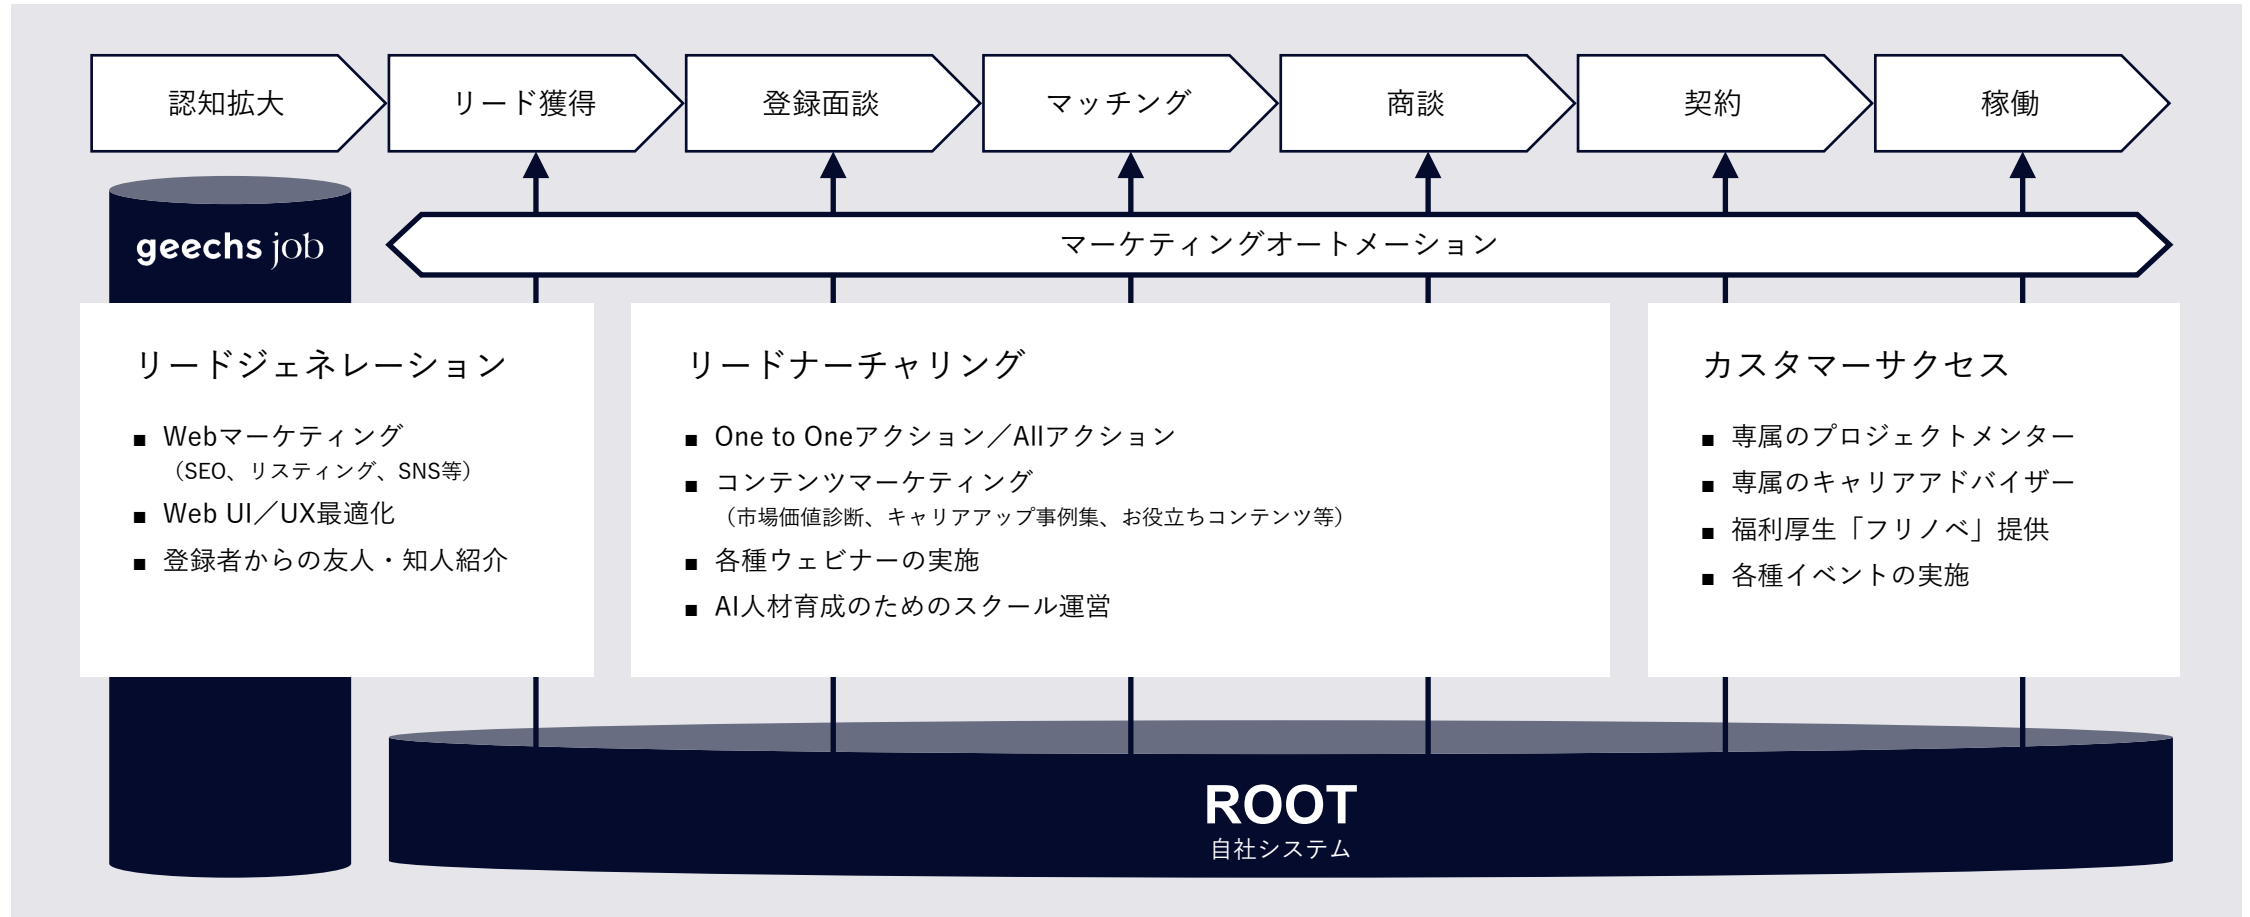 認知拡大
リード獲得
登録面談
マッチング
商談
契約
稼働
geechs job
マーケティングオートメーション
リードジェネレーション
■ Webマーケティング
（SEO、リスティング、SNS等）
■ Web UI／UX最適化
■ 登録者からの友人・知人紹介
リードナーチャリング
■ One to Oneアクション／Allアクション
■ コンテンツマーケティング
（市場価値診断、キャリアアップ事例集、お役立ちコンテンツ等）
■ 各種ウェビナーの実施
■ AI人材育成のためのスクール運営
カスタマーサクセス
■ 専属のプロジェクトメンター
■ 専属のキャリアアドバイザー
■ 福利厚生「フリノベ」提供
■ 各種イベントの実施
ROOT
自社システム